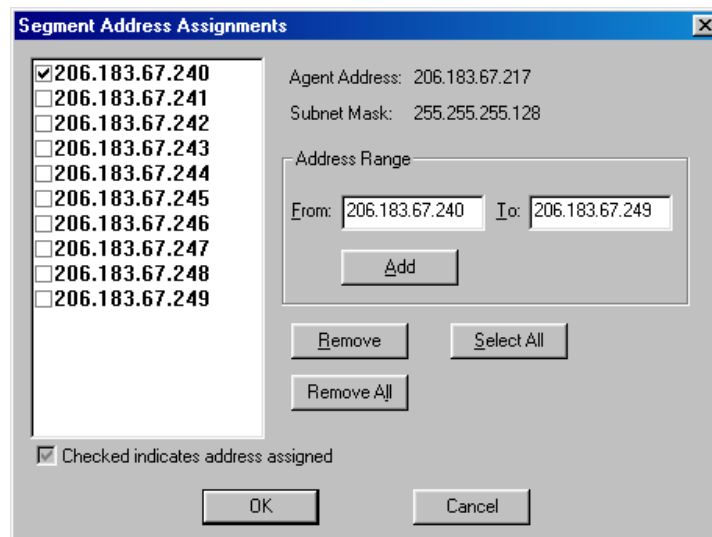 Segment Address Assignments
206.183.67.240
206.183.67.241
206.183.67.242
206.183.67.243
206.183.67.244
206.183.67.245
206.183.67.246
206.183.67.247
206.183.67.248
206.183.67.249
Agent Address: 206.183.67.217
Subnet Mask: 255.255.255.128
Address Range
From: 206.183.67.240 To: 206.183.67.249
Add
Remove Select All
Remove All
Checked indicates address assigned
OK Cancel